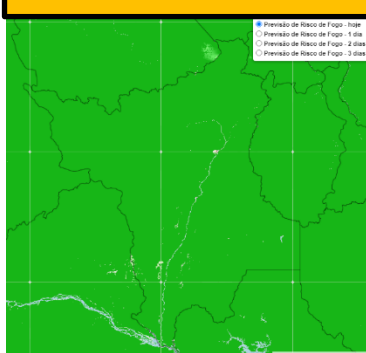 Previsão de Risco de Fogo - hoje
Previsão de Risco de Fogo - 1 dia
Previsão de Risco de Fogo - 2 dias
Previsão de Risco de Fogo - 3 dias